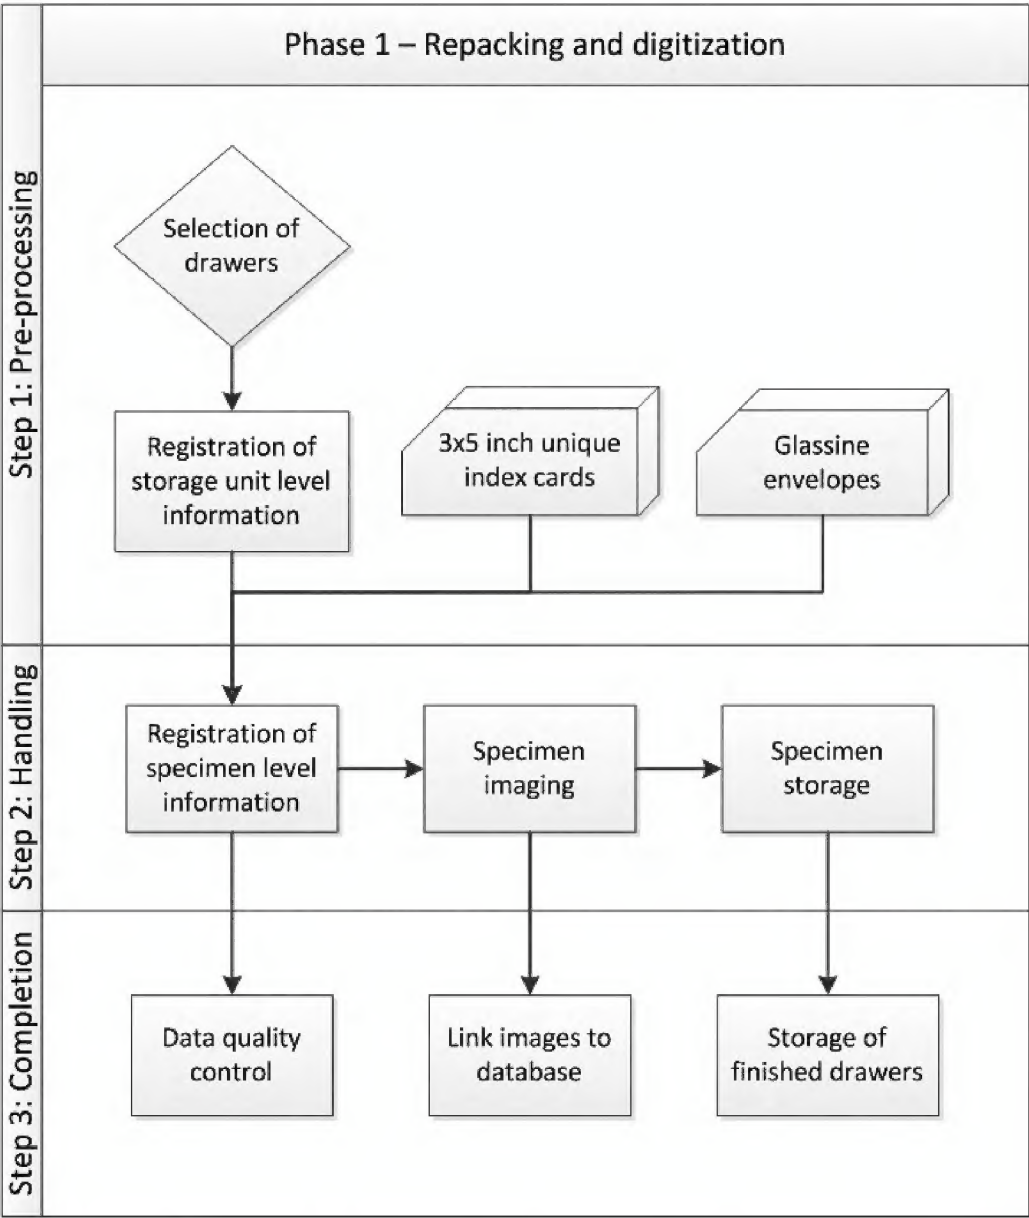 Phase 1 – Repacking and digitization
Step 1: Pre-processing
Selection of
drawers
Registration of
storage unit level
information
3x5 inch unique
index cards
Glassine
envelopes
Step 2: Handling
Registration of
specimen level
information
Specimen
imaging
Specimen
storage
Step 3: Completion
Data quality
control
Link images to
database
Storage of
finished drawers